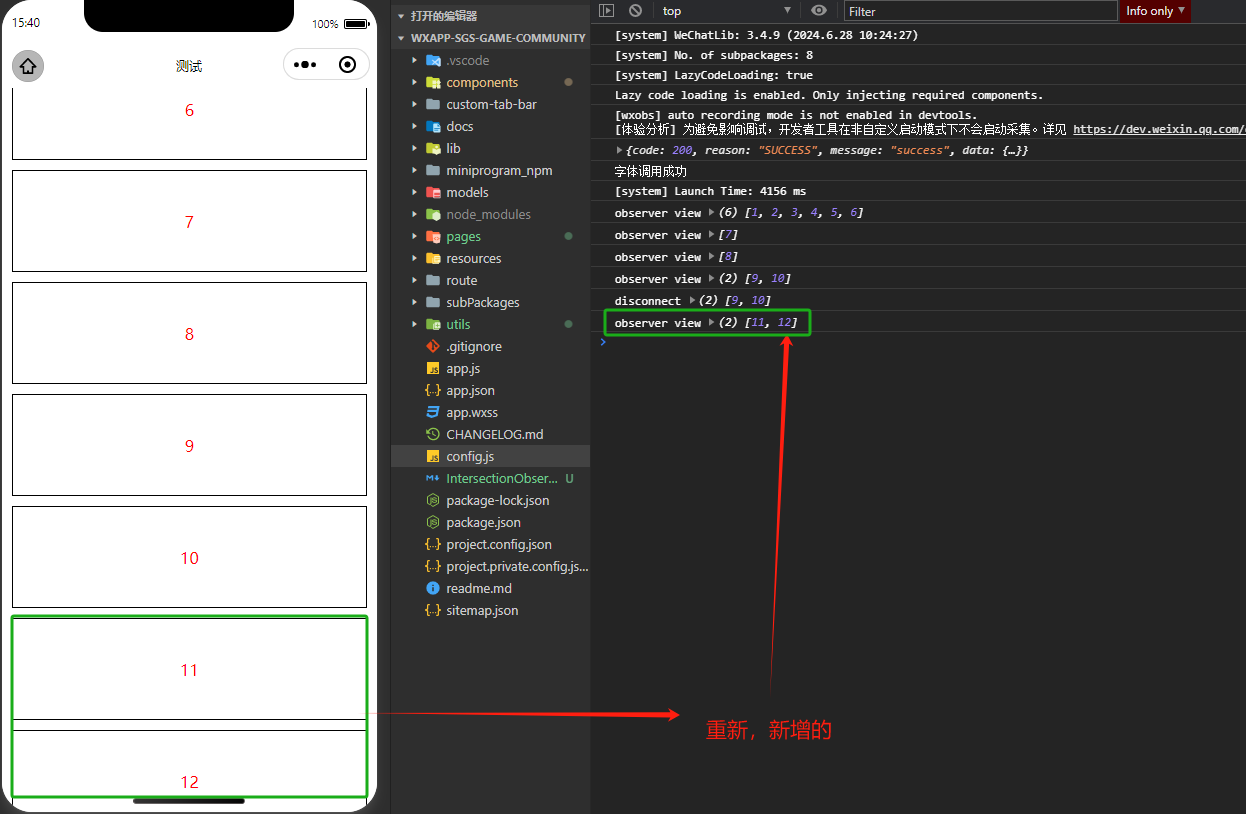 15:40
100%
测试
6
7
8
9
10
11
12
打开的编辑器
WXAPP-SGS-GAME-COMMUNITY
.vscode
components
custom-tab-bar
docs
lib
miniprogram_npm
models
node_modules
pages
resources
route
subPackages
utils
.gitignore
app.js
app.json
app.wxss
CHANGELOG.md
config.js
IntersectionObser... U
package-lock.json
package.json
project.config.json
project.private.config.js...
readme.md
sitemap.json
top
Filter
Info only
[system] WeChatLib: 3.4.9 (2024.6.28 10:24:27)
[system] No. of subpackages: 8
[system] LazyCodeLoading: true
Lazy code loading is enabled. Only injecting required components.
[wxobs] auto recording mode is not enabled in devtools.
[体验分析] 为避免影响调试，开发者工具在非自定义启动模式下不会启动采集。详见 https://dev.weixin.qq.com/
{code: 200, reason: "SUCCESS", message: "success", data: {…}}
字体调用成功
[system] Launch Time: 4156 ms
observer view (6) [1, 2, 3, 4, 5, 6]
observer view [7]
observer view [8]
observer view (2) [9, 10]
disconnect (2) [9, 10]
observer view (2) [11, 12]
重新，新增的